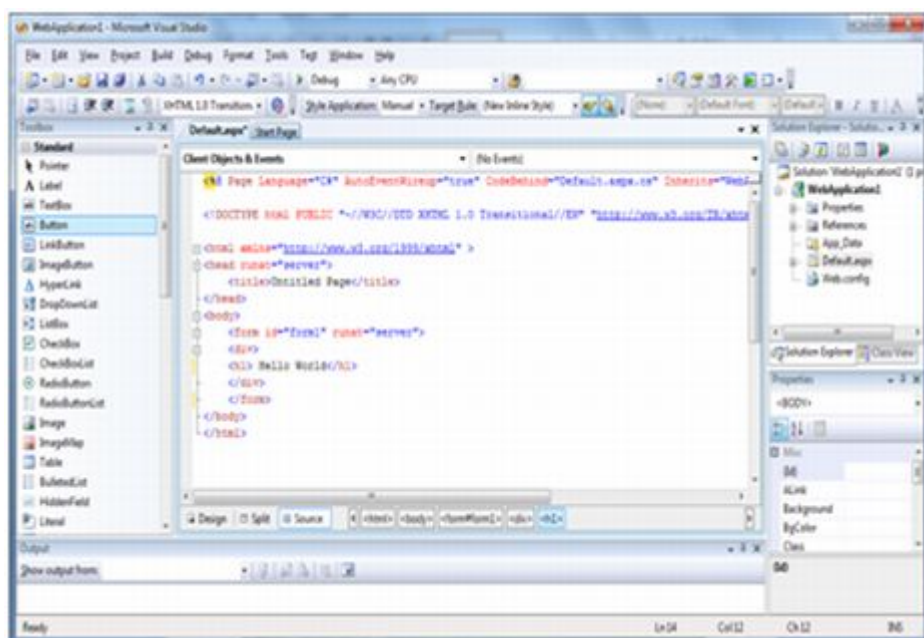 WebApplication1 - Microsoft Visual Studio
File Edit View Project Build Debug Format Tools Test Window Help
Debug Any CPU
XHTML 1.0 Transition Style Application: Manual Target Rule: (New Inline Style) (None) (Default Font) (Default B I U A
Toolbox
Standard
Pointer
Label
TextBox
Button
LinkButton
ImageButton
HyperLink
DropDownList
ListBox
CheckBox
CheckBoxList
RadioButton
RadioButtonList
Image
ImageMap
Table
BulletedList
HiddenField
Literal
Default.aspx* Start Page
Client Objects & Events (No Events)
<%@ Page Language="C#" AutoEventWireup="true" CodeBehind="Default.aspx.cs" Inherits="Web
<!DOCTYPE html PUBLIC "-//W3C//DTD XHTML 1.0 Transitional//EN" "http://www.w3.org/TR/xhtm
<html xmlns="http://www.w3.org/1999/xhtml" >
<head runat="server">
<title>Untitled Page</title>
</head>
<body>
<form id="form1" runat="server">
<div>
<h1> Hello World</h1>
</div>
</form>
</body>
</html>
Design Split Source <html> <body> <form#form1> <div> <h1>
Solution Explorer - Solutio...
Solution 'WebApplication1' (1 p
WebApplication1
Properties
References
App_Data
Default.aspx
Web.config
Solution Explorer Class View
Properties
<BODY>
Misc
(Id)
ALink
Background
BgColor
Class
(Id)
Output
Show output from:
Ready Ln 14 Col 12 Ch 12 INS